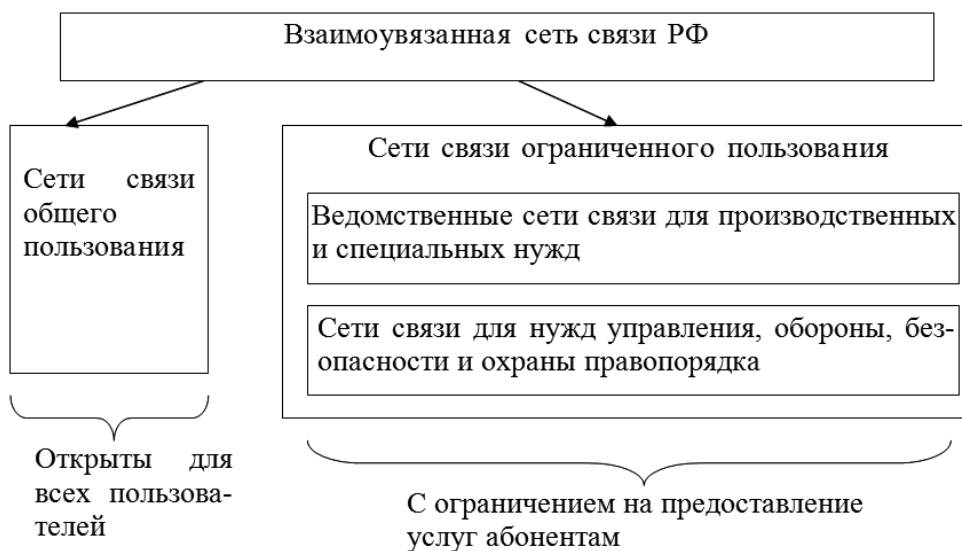 Взаимоувязанная сеть связи РФ
Сети связи
общего
пользования
Сети связи ограниченного пользования
Ведомственные сети связи для производственных
и специальных нужд
Сети связи для нужд управления, обороны, без-
опасности и охраны правопорядка
Открыты для
всех пользова-
телей
С ограничением на предоставление
услуг абонентам